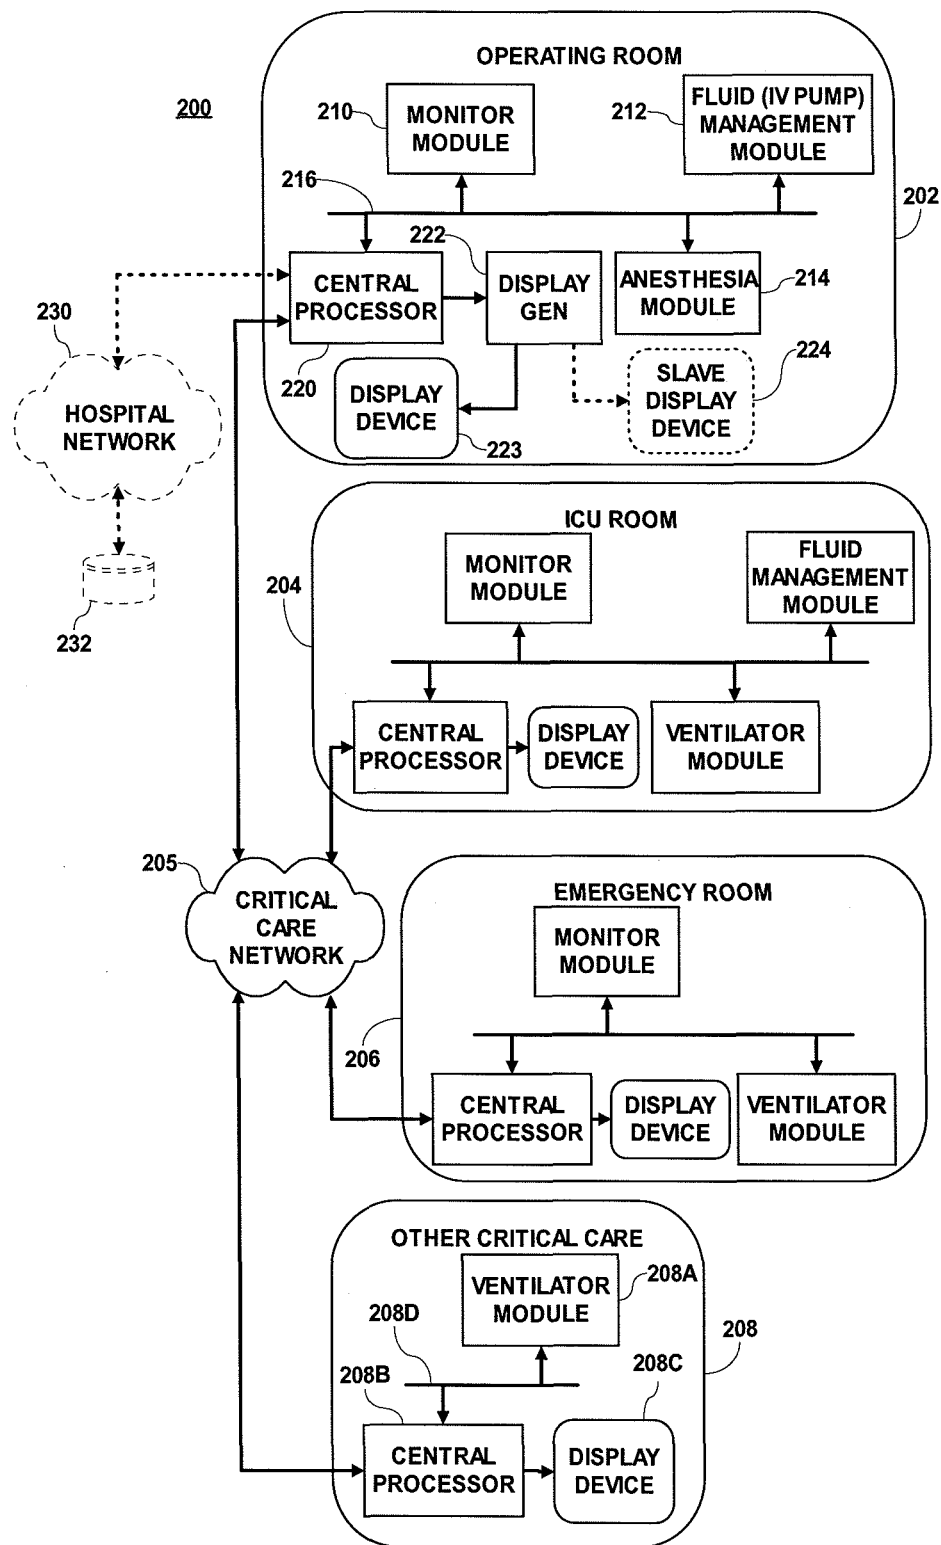 OPERATING ROOM
200
210
MONITOR
MODULE
212
FLUID (IV PUMP)
MANAGEMENT
MODULE
216
202
222
CENTRAL
PROCESSOR
DISPLAY
GEN
ANESTHESIA
MODULE
214
230
220
224
HOSPITAL
NETWORK
DISPLAY
DEVICE
223
SLAVE
DISPLAY
DEVICE
232
ICU ROOM
204
MONITOR
MODULE
FLUID
MANAGEMENT
MODULE
CENTRAL
PROCESSOR
DISPLAY
DEVICE
VENTILATOR
MODULE
205
CRITICAL
CARE
NETWORK
EMERGENCY ROOM
MONITOR
MODULE
206
CENTRAL
PROCESSOR
DISPLAY
DEVICE
VENTILATOR
MODULE
OTHER CRITICAL CARE
VENTILATOR
MODULE
208A
208D
208
208B
208C
CENTRAL
PROCESSOR
DISPLAY
DEVICE